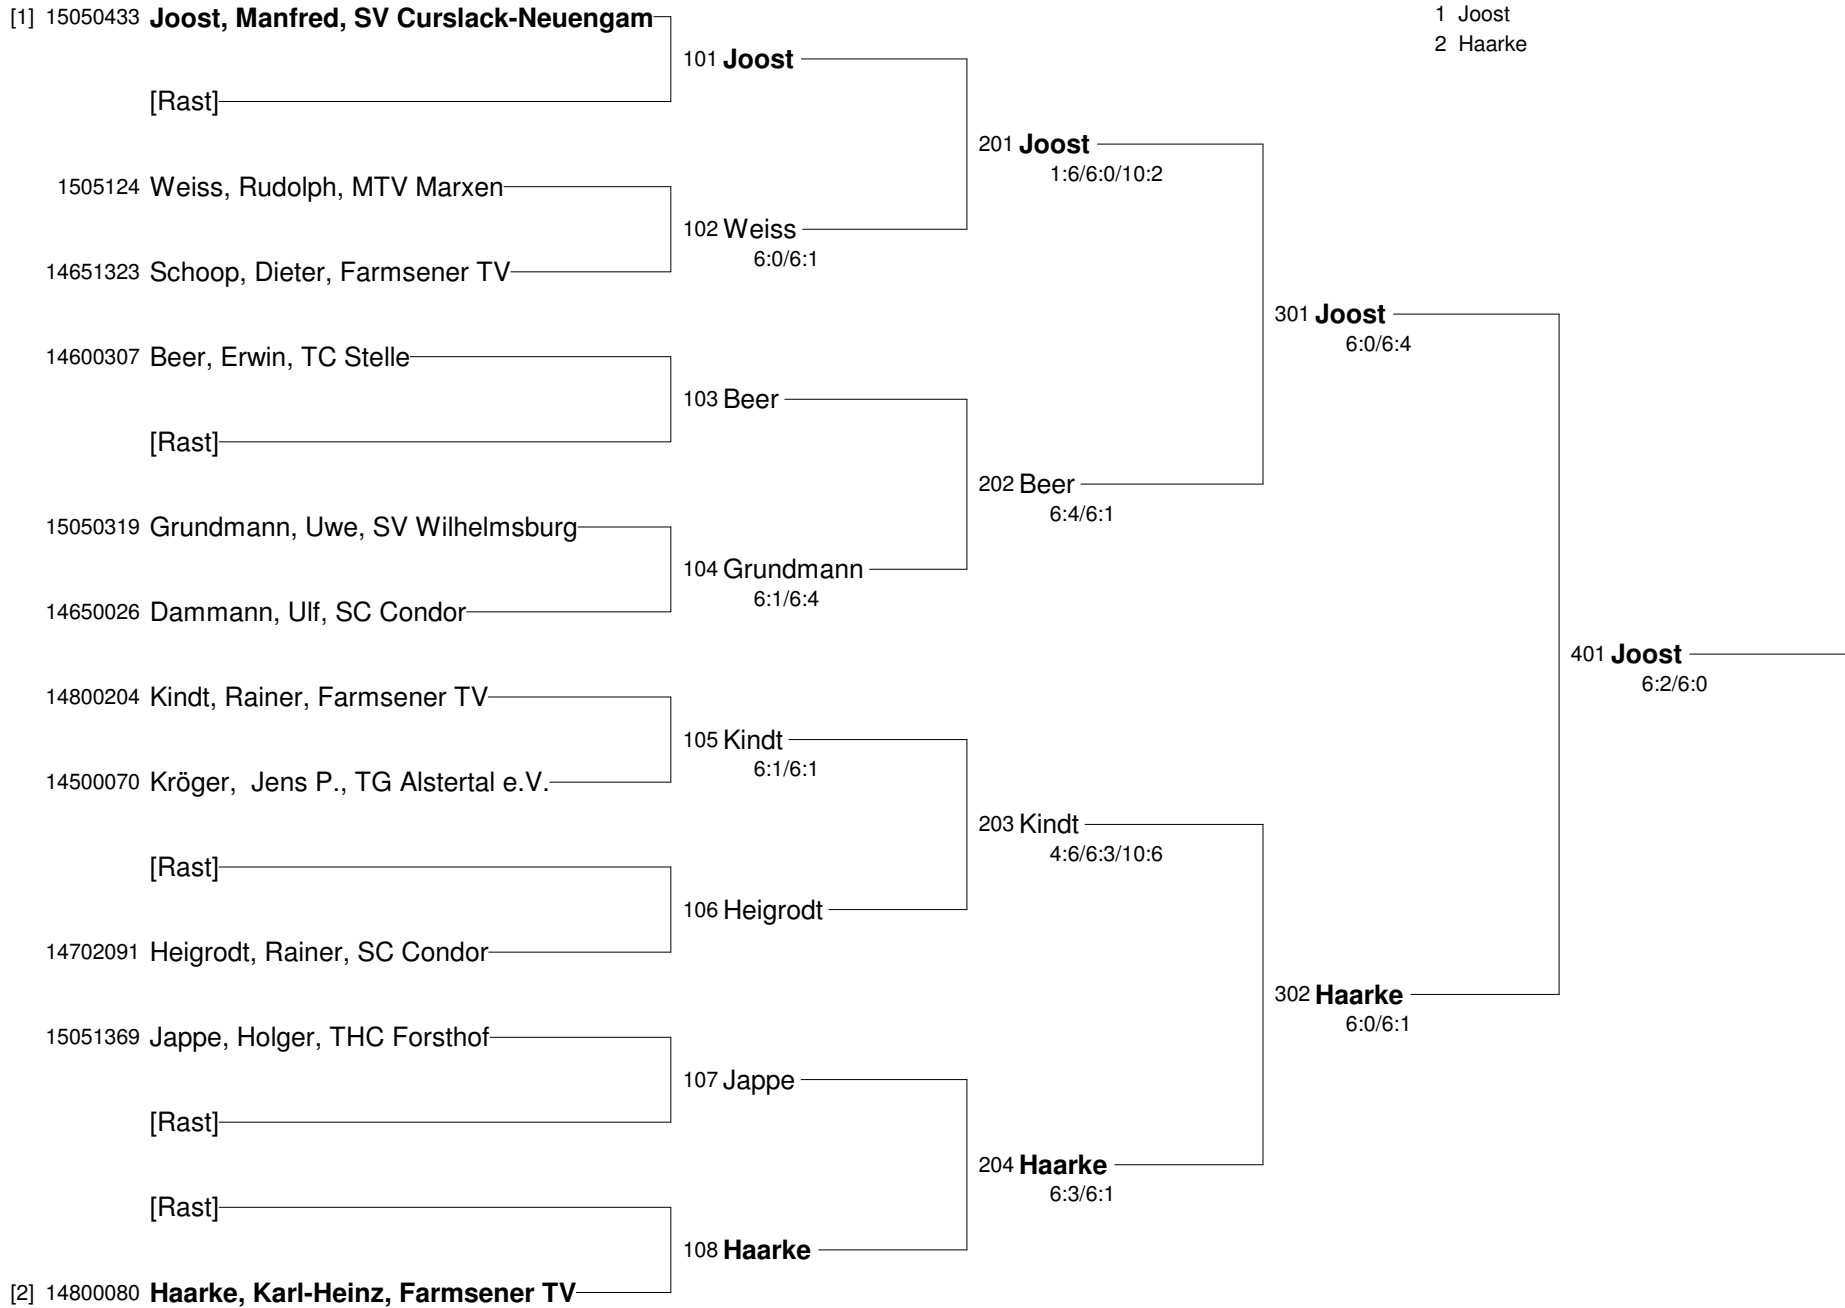 [1] 15050433 Joost, Manfred, SV Curslack-Neuengam
1 Joost
2 Haarke
101 Joost
[Rast]
201 Joost
1:6/6:0/10:2
1505124 Weiss, Rudolph, MTV Marxen
102 Weiss
6:0/6:1
14651323 Schoop, Dieter, Farmsener TV
301 Joost
6:0/6:4
14600307 Beer, Erwin, TC Stelle
103 Beer
[Rast]
202 Beer
6:4/6:1
15050319 Grundmann, Uwe, SV Wilhelmsburg
104 Grundmann
6:1/6:4
14650026 Dammann, Ulf, SC Condor
401 Joost
6:2/6:0
14800204 Kindt, Rainer, Farmsener TV
105 Kindt
6:1/6:1
14500070 Kröger, Jens P., TG Alstertal e.V.
203 Kindt
4:6/6:3/10:6
[Rast]
106 Heigrodt
14702091 Heigrodt, Rainer, SC Condor
302 Haarke
6:0/6:1
15051369 Jappe, Holger, THC Forsthof
107 Jappe
[Rast]
204 Haarke
6:3/6:1
[Rast]
108 Haarke
[2] 14800080 Haarke, Karl-Heinz, Farmsener TV